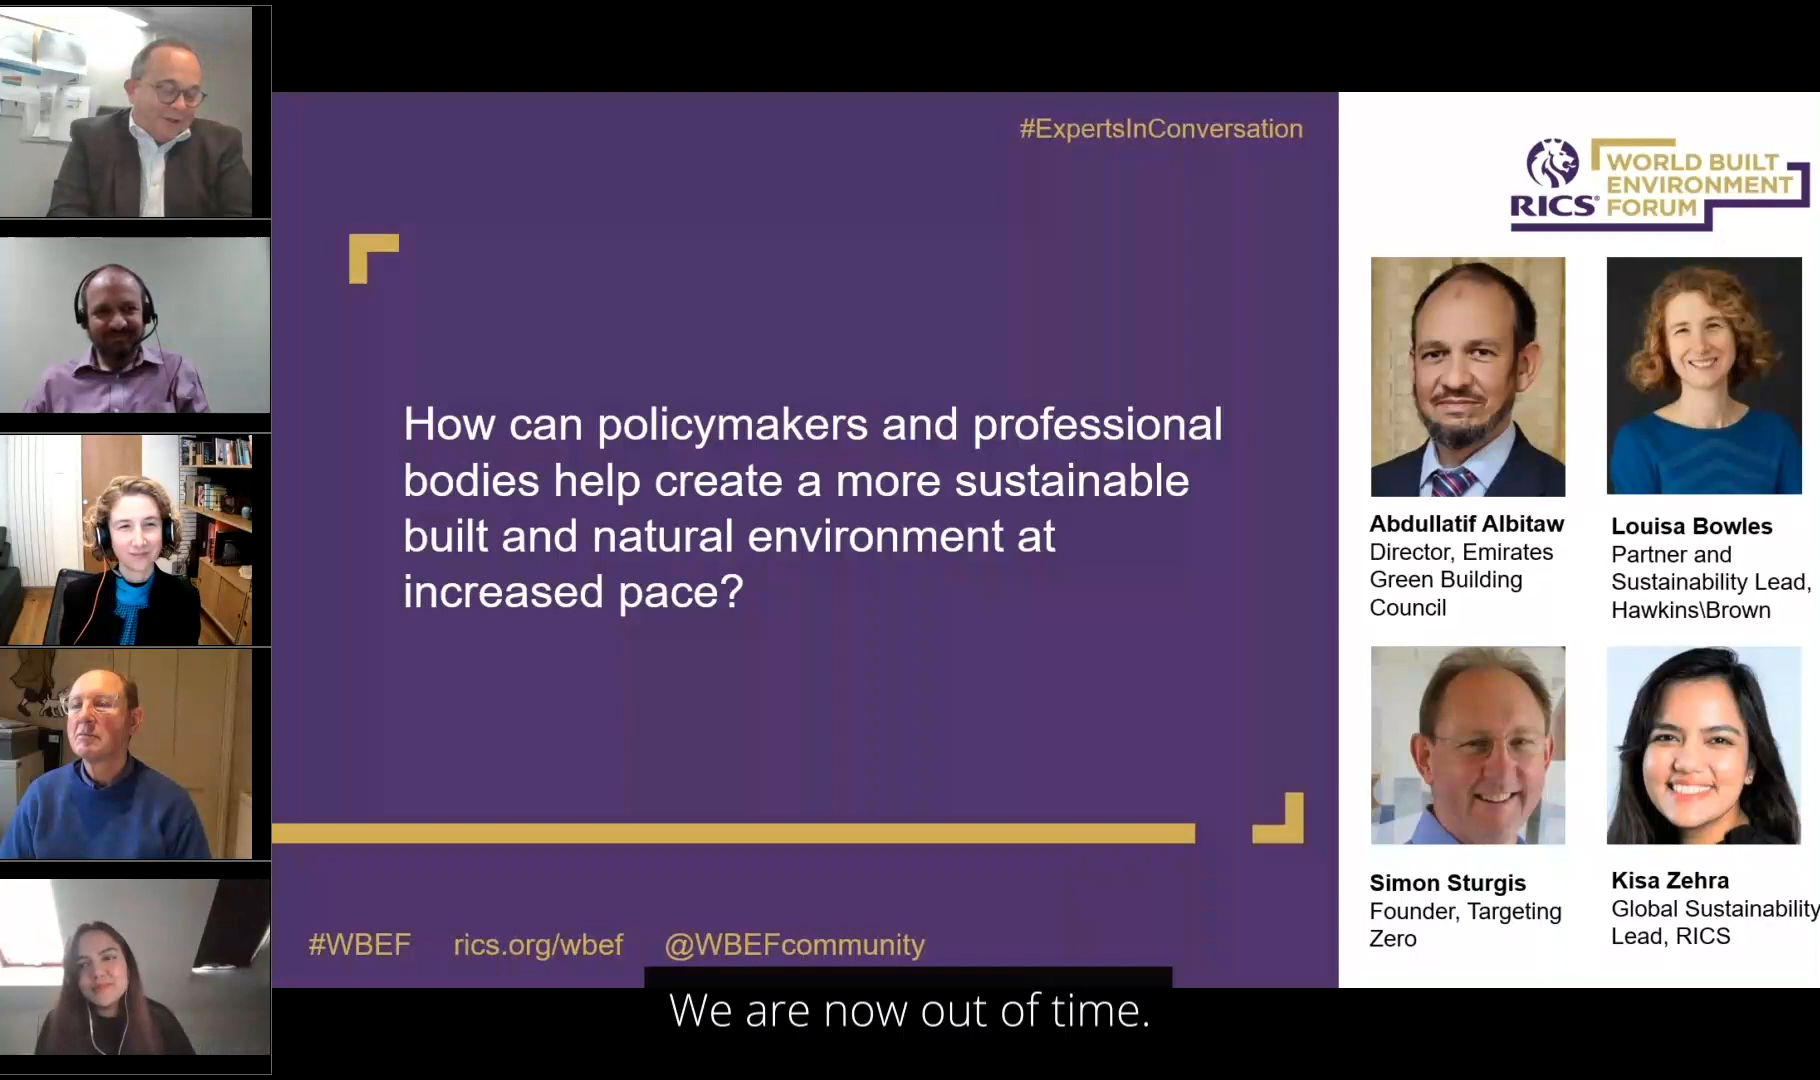 #ExpertsInConversation
How can policymakers and professional
bodies help create a more sustainable
built and natural environment at
increased pace?
#WBEF rics.org/wbef @WBEFcommunity
RICS® WORLD BUILT
ENVIRONMENT
FORUM
Abdullatif Albitaw
Director, Emirates
Green Building
Council
Louisa Bowles
Partner and
Sustainability Lead,
Hawkins\Brown
Simon Sturgis
Founder, Targeting
Zero
Kisa Zehra
Global Sustainability
Lead, RICS
We are now out of time.